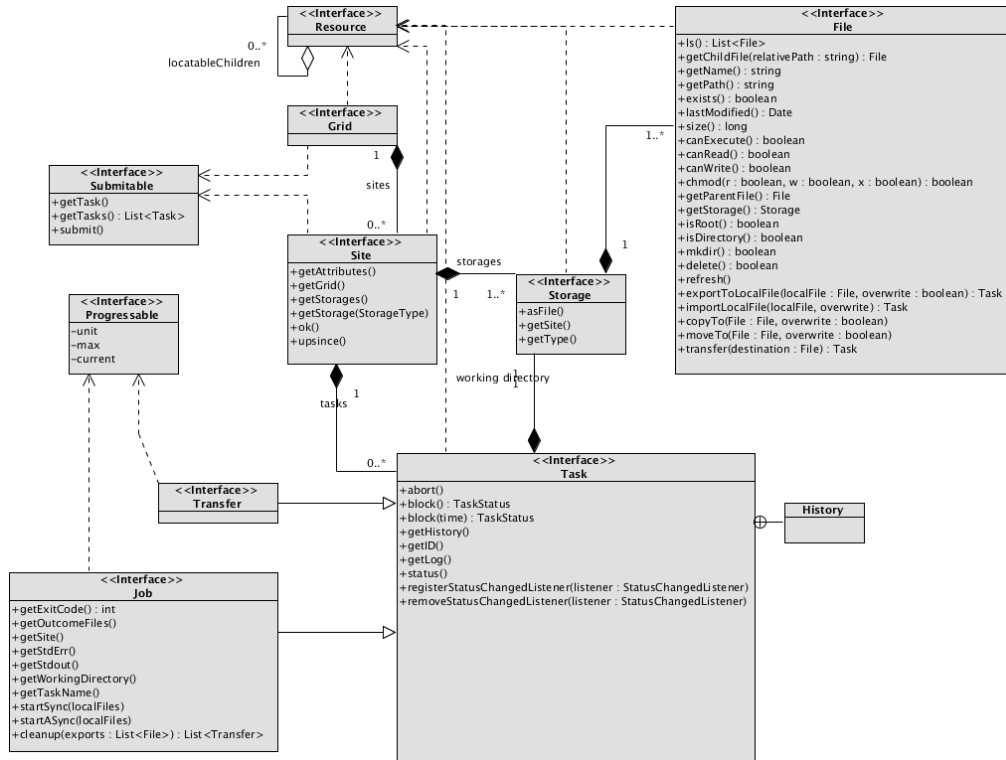 <<Interface>>
Resource
0..*
locatableChildren
<<Interface>>
Grid
1
sites
0..*
<<Interface>>
Submitable
+getTask()
+getTasks() : List<Task>
+submit()
<<Interface>>
Site
+getAttributes()
+getGrid()
+getStorages()
+getStorage(StorageType)
+ok()
+upsince()
storages
1
1..*
<<Interface>>
Storage
+asFile()
+getSite()
+getType()
1
1..*
<<Interface>>
File
+ls() : List<File>
+getChildFile(relativePath : string) : File
+getName() : string
+getPath() : string
+exists() : boolean
+lastModified() : Date
+size() : long
+canExecute() : boolean
+canRead() : boolean
+canWrite() : boolean
+chmod(r : boolean, w : boolean, x : boolean) : boolean
+getParentFile() : File
+getStorage() : Storage
+isRoot() : boolean
+isDirectory() : boolean
+mkdir() : boolean
+delete() : boolean
+refresh()
+exportToLocalFile(localFile : File, overwrite : boolean) : Task
+importLocalFile(localFile, overwrite) : Task
+copyTo(File : File, overwrite : boolean)
+moveTo(File : File, overwrite : boolean)
+transfer(destination : File) : Task
<<Interface>>
Progressable
-unit
-max
-current
1
tasks
0..*
working directory
1
1
<<Interface>>
Transfer
<<Interface>>
Task
+abort()
+block() : TaskStatus
+block(time) : TaskStatus
+getHistory()
+getID()
+getLog()
+status()
+registerStatusChangedListener(listener : StatusChangedListener)
+removeStatusChangedListener(listener : StatusChangedListener)
History
<<Interface>>
Job
+getExitCode() : int
+getOutcomeFiles()
+getSite()
+getStdErr()
+getStdout()
+getWorkingDirectory()
+getTaskName()
+startSync(localFiles)
+startASync(localFiles)
+cleanup(exports : List<File>) : List<Transfer>